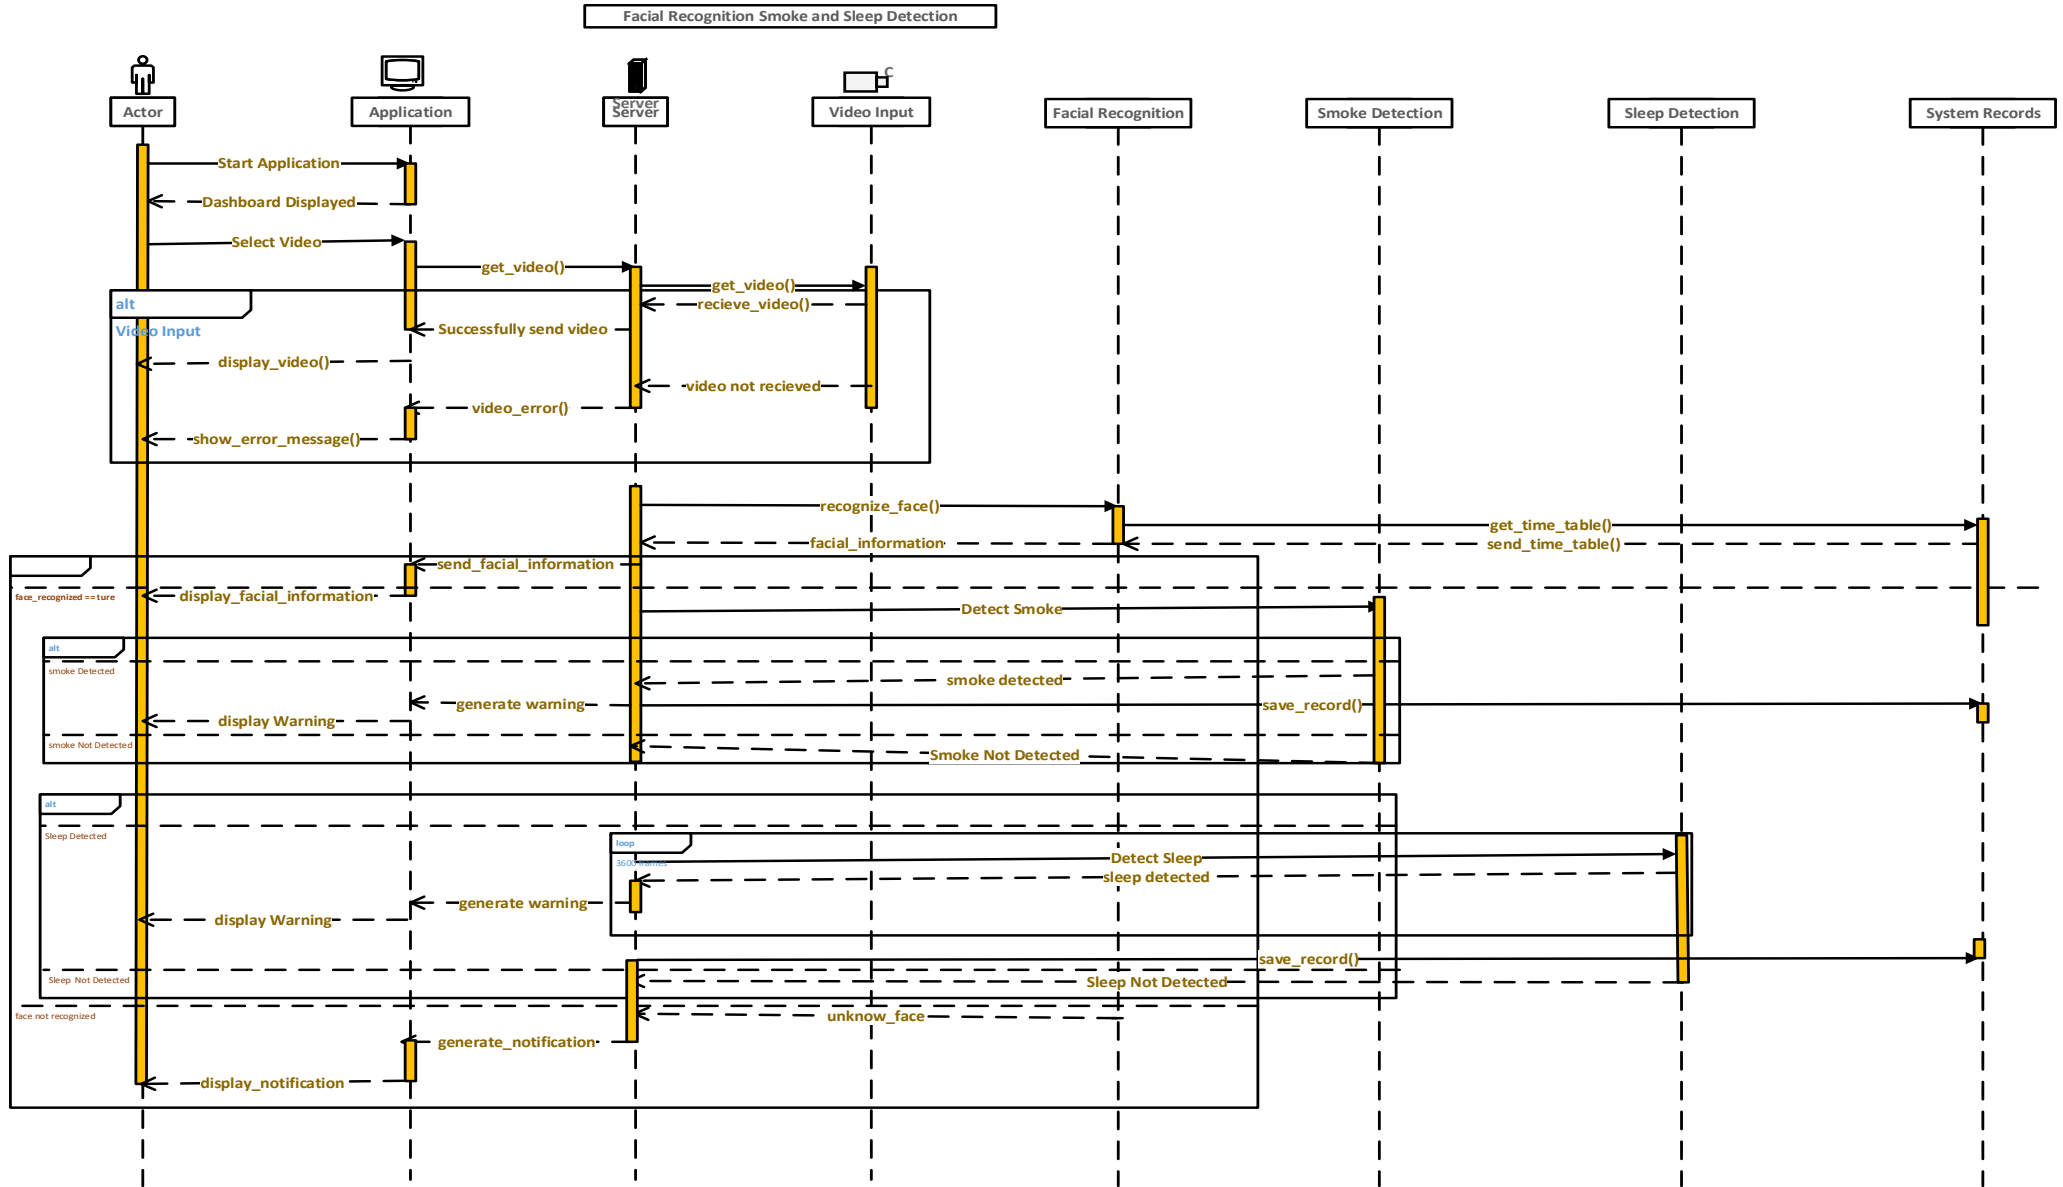 Facial Recognition Smoke and Sleep Detection
C
Server
Actor
Application
Server
Video Input
Facial Recognition
Smoke Detection
Sleep Detection
System Records
Start Application
Dashboard Displayed
Select Video
get_video()
get_video()
alt
recieve_video()
Video Input
Successfully send video
display_video()
video not recieved
video_error()
show_error_message()
recognize_face()
get_time_table()
facial_information
send_time_table()
send_facial_information
face_recognized ==ture
display_facial_information
Detect Smoke
alt
smoke Detected
smoke detected
generate warning
save_record()
display Warning
smoke Not Detected
Smoke Not Detected
alt
Sleep Detected
loop
3600 frames
Detect Sleep
sleep detected
generate warning
display Warning
save_record()
Sleep Not Detected
Sleep Not Detected
face not recognized
unknow_face
generate_notification
display_notification